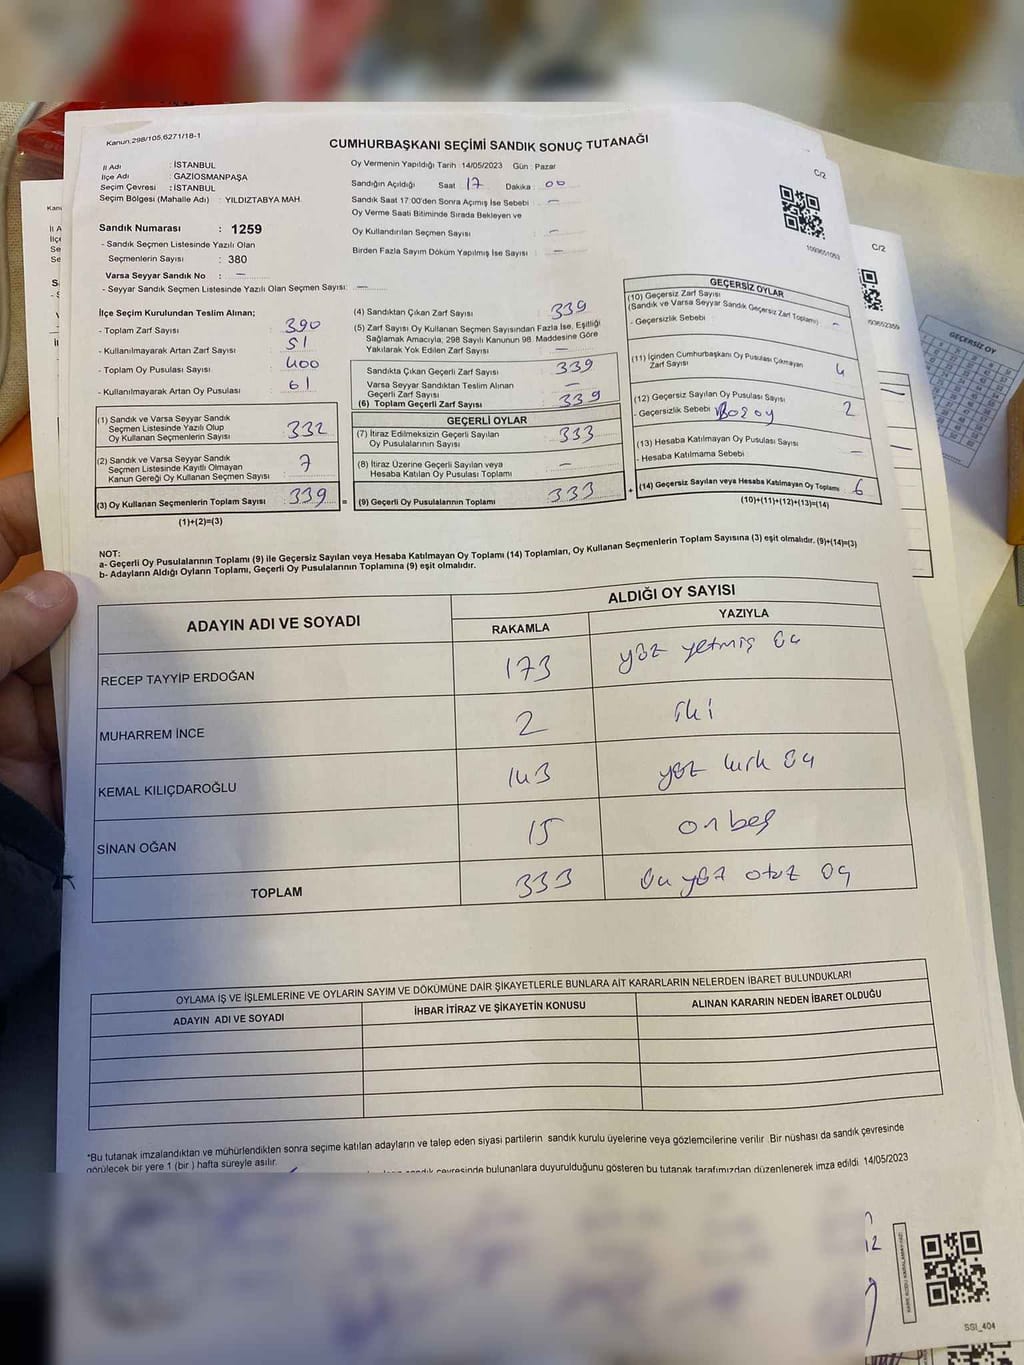 Kanun.298/105,6271/18-1
CUMHURBAŞKANI SEÇİMİ SANDIK SONUÇ TUTANAĞI
C/2
İl Adı : İSTANBUL
İlçe Adı : GAZİOSMANPAŞA
Seçim Çevresi : İSTANBUL
Seçim Bölgesi (Mahalle Adı) : YILDIZTABYA MAH.
Oy Vermenin Yapıldığı Tarih : 14/05/2023 Gün : Pazar
Sandığın Açıldığı Saat : 17 Dakika : 00
Sandık Saat 17:00'den Sonra Açımış İse Sebebi : —
Oy Verme Saati Bitiminde Sırada Bekleyen ve
Oy Kullandırılan Seçmen Sayısı : —
Birden Fazla Sayım Döküm Yapılmış İse Sayısı : —
Sandık Numarası : 1259
- Sandık Seçmen Listesinde Yazılı Olan
Seçmenlerin Sayısı : 380
Varsa Seyyar Sandık No : —
- Seyyar Sandık Seçmen Listesinde Yazılı Olan Seçmen Sayısı: —
İlçe Seçim Kurulundan Teslim Alınan;
- Toplam Zarf Sayısı : 390
- Kullanılmayarak Artan Zarf Sayısı : 51
- Toplam Oy Pusulası Sayısı : 400
- Kullanılmayarak Artan Oy Pusulası : 61
(1) Sandık ve Varsa Seyyar Sandık
Seçmen Listesinde Yazılı Olup
Oy Kullanan Seçmenlerin Sayısı : 332
(2) Sandık ve Varsa Seyyar Sandık
Seçmen Listesinde Kayıtlı Olmayan
Kanun Gereği Oy Kullanan Seçmen Sayısı : 7
(3) Oy Kullanan Seçmenlerin Toplam Sayısı : 339
(1)+(2)=(3)
(4) Sandıktan Çıkan Zarf Sayısı : 339
(5) Zarf Sayısı Oy Kullanan Seçmen Sayısından Fazla İse, Eşitliği
Sağlamak Amacıyla; 298 Sayılı Kanunun 98. Maddesine Göre
Yakılarak Yok Edilen Zarf Sayısı : —
Sandıkta Çıkan Geçerli Zarf Sayısı : 339
Varsa Seyyar Sandıktan Teslim Alınan
Geçerli Zarf Sayısı : —
(6) Toplam Geçerli Zarf Sayısı : 339
GEÇERLİ OYLAR
(7) İtiraz Edilmeksizin Geçerli Sayılan
Oy Pusulalarının Sayısı : 333
(8) İtiraz Üzerine Geçerli Sayılan veya
Hesaba Katılan Oy Pusulası Toplamı : —
= (9) Geçerli Oy Pusulalarının Toplamı : 333
1093651053
GEÇERSİZ OYLAR
(10) Geçersiz Zarf Sayısı
(Sandık ve Varsa Seyyar Sandık Geçersiz Zarf Toplamı) : —
- Geçersizlik Sebebi
(11) İçinden Cumhurbaşkanı Oy Pusulası Çıkmayan
Zarf Sayısı : 4
(12) Geçersiz Sayılan Oy Pusulası Sayısı : 2
- Geçersizlik Sebebi
(13) Hesaba Katılmayan Oy Pusulası Sayısı : —
- Hesaba Katılmama Sebebi
+ (14) Geçersiz Sayılan veya Hesaba Katılmayan Oy Toplamı : 6
(10)+(11)+(12)+(13)=(14)
NOT:
a- Geçerli Oy Pusulalarının Toplamı (9) ile Geçersiz Sayılan veya Hesaba Katılmayan Oy Toplamı (14) Toplamları, Oy Kullanan Seçmenlerin Toplam Sayısına (3) eşit olmalıdır. (9)+(14)=(3)
b- Adayların Aldığı Oyların Toplamı, Geçerli Oy Pusulalarının Toplamına (9) eşit olmalıdır.
ADAYIN ADI VE SOYADI
ALDIĞI OY SAYISI
RAKAMLA YAZIYLA
RECEP TAYYİP ERDOĞAN 173 yüz yetmiş üç
MUHARREM İNCE 2 iki
KEMAL KILIÇDAROĞLU 143 yüz kırk üç
SİNAN OĞAN 15 onbeş
TOPLAM 333 üç yüz otuz üç
OYLAMA İŞ VE İŞLEMLERİNE VE OYLARIN SAYIM VE DÖKÜMÜNE DAİR ŞİKAYETLERLE BUNLARA AİT KARARLARIN NELERDEN İBARET BULUNDUKLARI
ADAYIN ADI VE SOYADI İHBAR İTİRAZ VE ŞİKAYETİN KONUSU ALINAN KARARIN NEDEN İBARET OLDUĞU
*Bu tutanak imzalandıktan ve mühürlendikten sonra seçime katılan adayların ve talep eden siyasi partilerin sandık kurulu üyelerine veya gözlemcilerine verilir .Bir nüshası da sandık çevresinde
görülecek bir yere 1 (bir ) hafta süreyle asılır.
sandık çevresinde bulunanlara duyurulduğunu gösteren bu tutanak tarafımızdan düzenlenerek imza edildi 14/05/2023
SSI_404
C/2
GEÇERSİZ OY